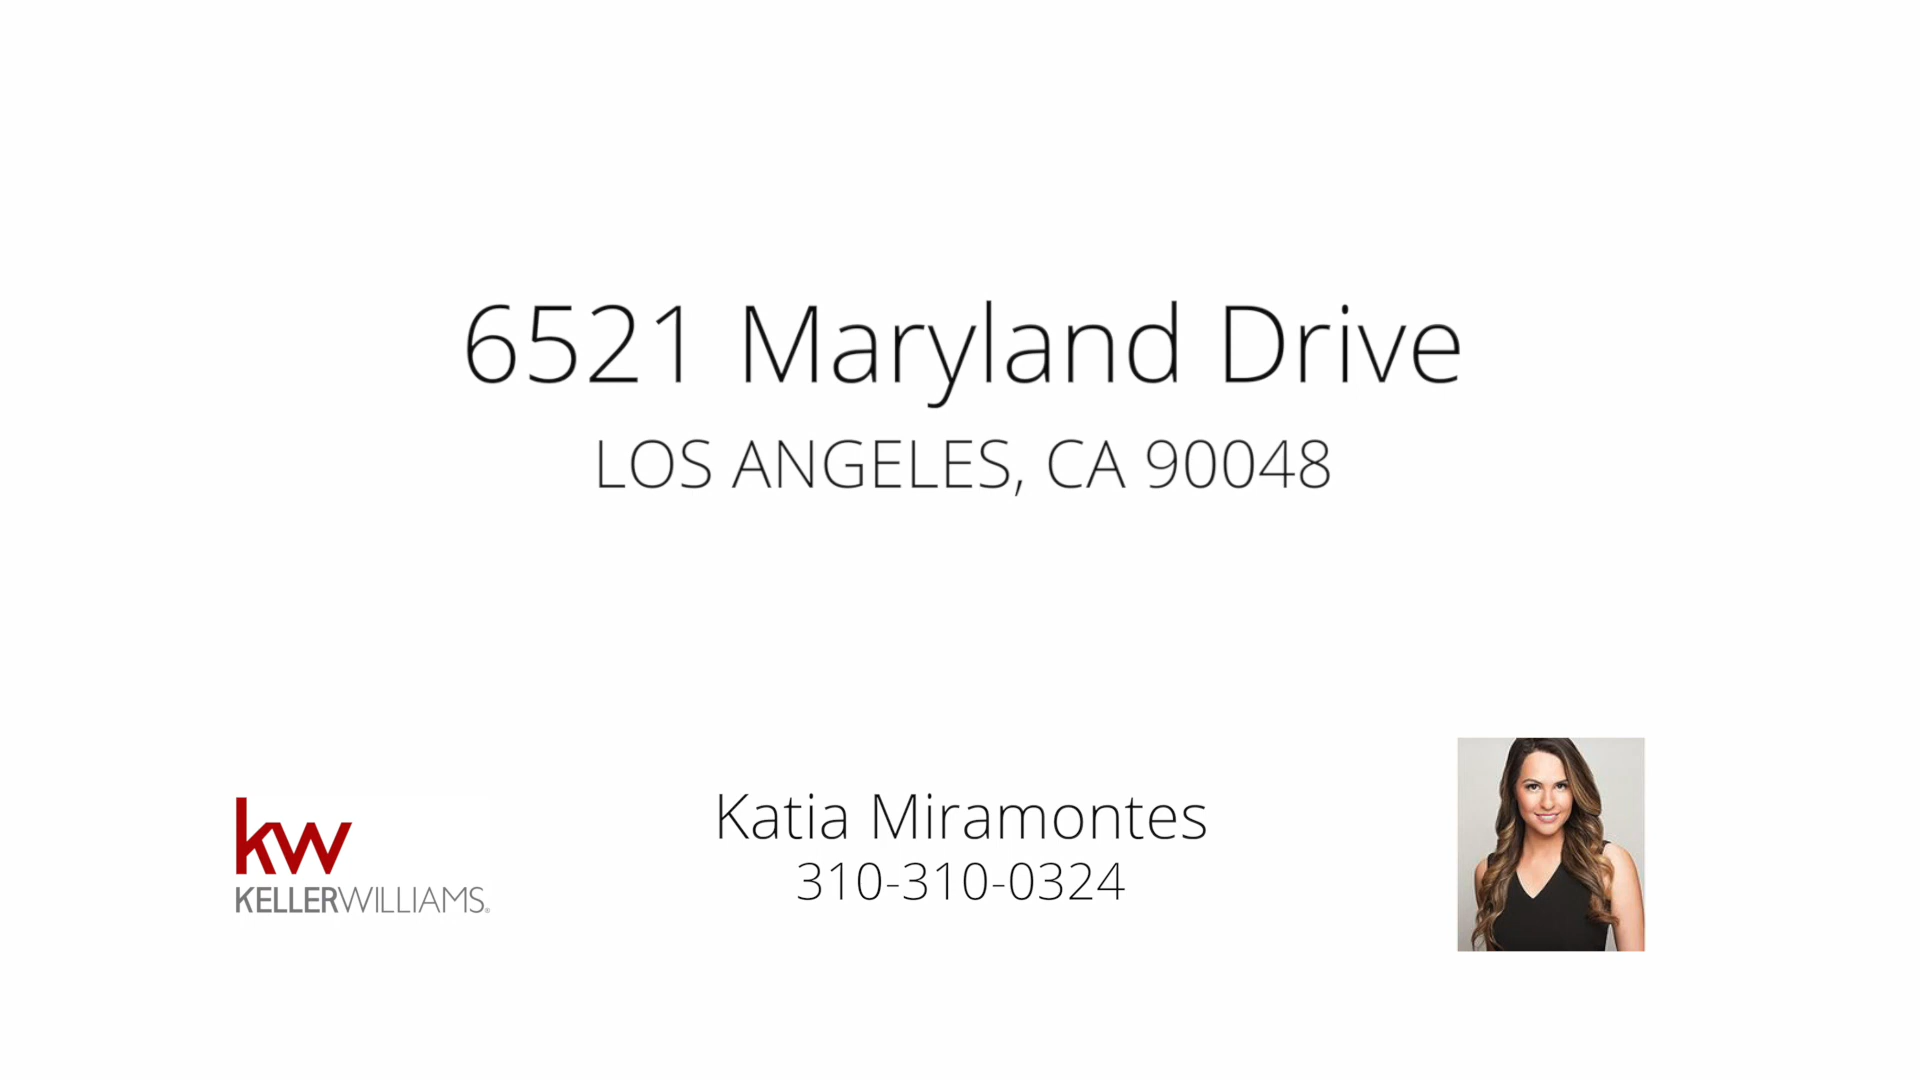 6521 Maryland Drive
LOS ANGELES, CA 90048
Katia Miramontes
310-310-0324
kw
KELLERWILLIAMS®